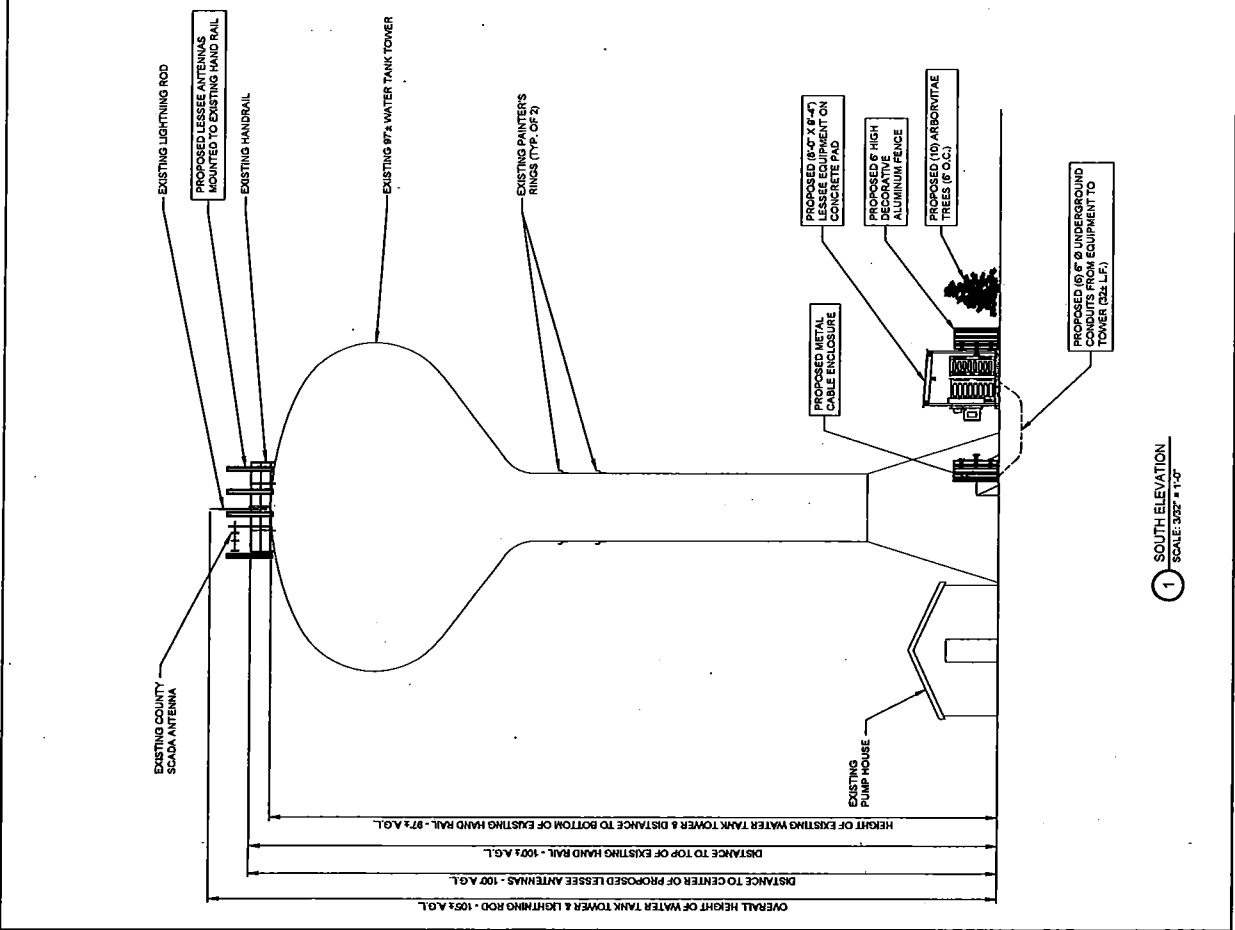 EXISTING LIGHTNING ROD
PROPOSED LESSEE ANTENNAS
MOUNTED TO EXISTING HAND RAIL
EXISTING HANDRAIL
EXISTING 97'± WATER TANK TOWER
EXISTING PAINTER'S
RINGS (TYP. OF 2)
EXISTING COUNTY
SCADA ANTENNA
PROPOSED (6'-0" X 9'-4")
LESSEE EQUIPMENT ON
CONCRETE PAD
PROPOSED 6' HIGH
DECORATIVE
ALUMINUM FENCE
PROPOSED (10) ARBORVITAE
TREES (6' O.C.)
PROPOSED METAL
CABLE ENCLOSURE
PROPOSED (6) 6" Ø UNDERGROUND
CONDUITS FROM EQUIPMENT TO
TOWER (32± L.F.)
EXISTING
PUMP HOUSE
HEIGHT OF EXISTING WATER TANK TOWER & DISTANCE TO BOTTOM OF EXISTING HAND RAIL - 97'± A.G.L.
DISTANCE TO TOP OF EXISTING HAND RAIL - 100'± A.G.L.
DISTANCE TO CENTER OF PROPOSED LESSEE ANTENNAS - 100' A.G.L.
OVERALL HEIGHT OF WATER TANK TOWER & LIGHTNING ROD - 105'± A.G.L.
1 SOUTH ELEVATION
SCALE: 3/32" = 1'-0"